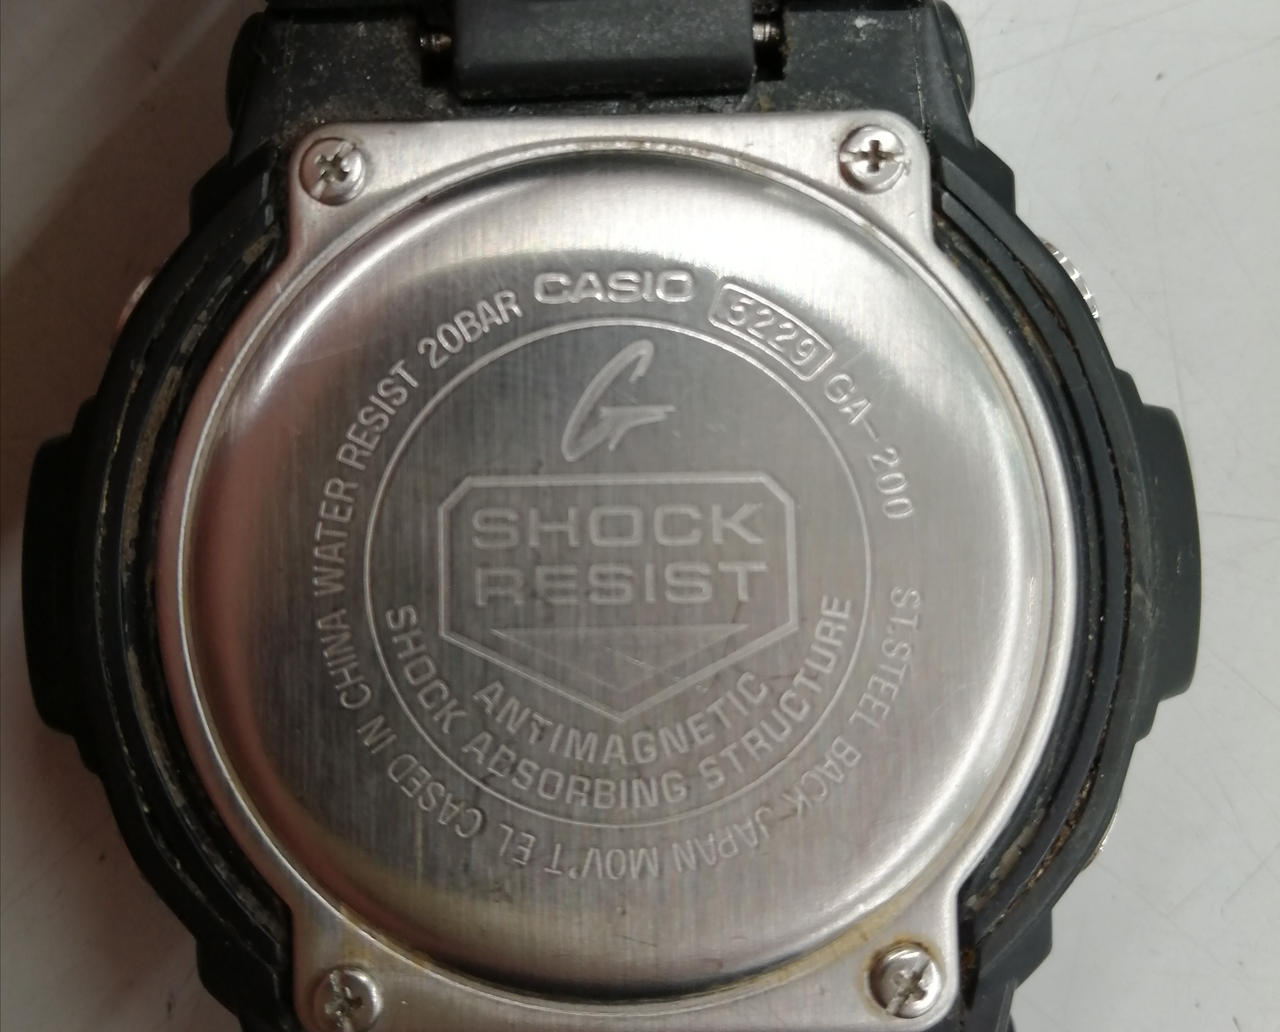 WATER RESIST 20BAR CASIO 5229 GA-200
ST.STEEL BACK JAPAN MOV'T EL CASED IN CHINA
G
SHOCK
RESIST
ANTIMAGNETIC
SHOCK ABSORBING STRUCTURE